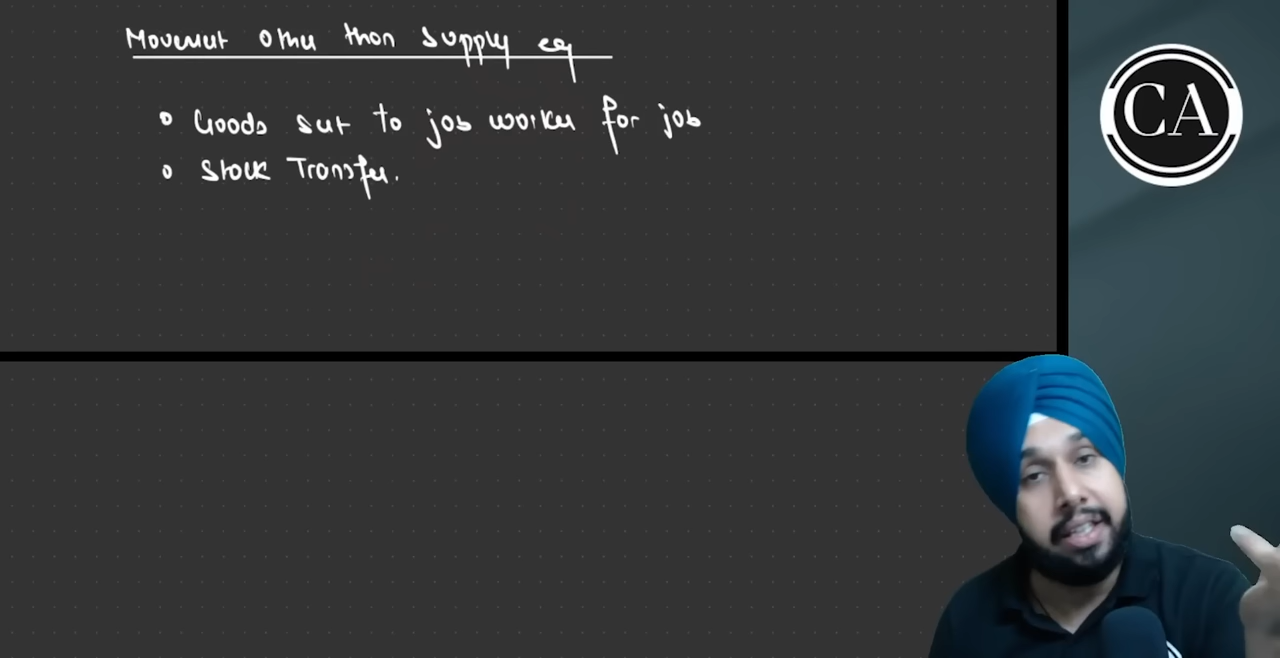 Movement Other than Supply eg
CA
Goods sent to job worker for job
Stock Transfer.